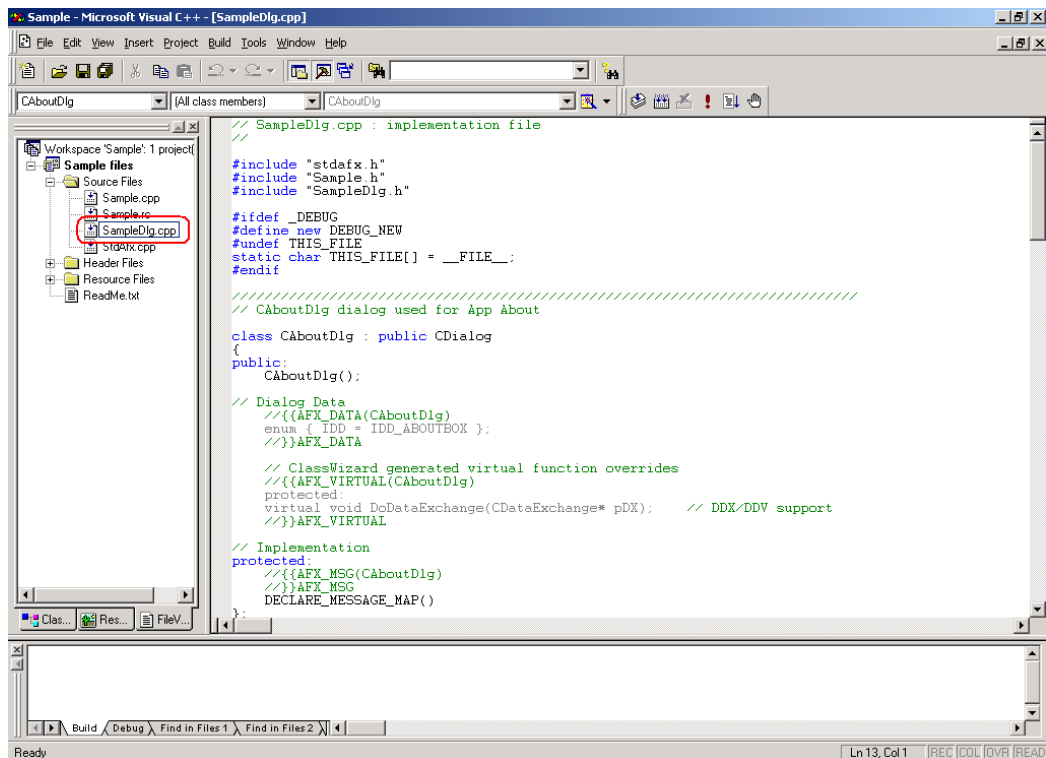 Sample - Microsoft Visual C++ - [SampleDlg.cpp]
File Edit View Insert Project Build Tools Window Help
CAboutDlg (All class members) CAboutDlg
Workspace 'Sample': 1 project(
Sample files
Source Files
Sample.cpp
Sample.rc
SampleDlg.cpp
StdAfx.cpp
Header Files
Resource Files
ReadMe.txt
Clas... Res... FileV...
// SampleDlg.cpp : implementation file
//
#include "stdafx.h"
#include "Sample.h"
#include "SampleDlg.h"
#ifdef _DEBUG
#define new DEBUG_NEW
#undef THIS_FILE
static char THIS_FILE[] = __FILE__;
#endif
/////////////////////////////////////////////////////////////////////////////
// CAboutDlg dialog used for App About
class CAboutDlg : public CDialog
{
public:
CAboutDlg();
// Dialog Data
//{{AFX_DATA(CAboutDlg)
enum { IDD = IDD_ABOUTBOX };
//}}AFX_DATA
// ClassWizard generated virtual function overrides
//{{AFX_VIRTUAL(CAboutDlg)
protected:
virtual void DoDataExchange(CDataExchange* pDX); // DDX/DDV support
//}}AFX_VIRTUAL
// Implementation
protected:
//{{AFX_MSG(CAboutDlg)
//}}AFX_MSG
DECLARE_MESSAGE_MAP()
};
Build Debug Find in Files 1 Find in Files 2
Ready Ln 13, Col 1 REC COL OVR READ